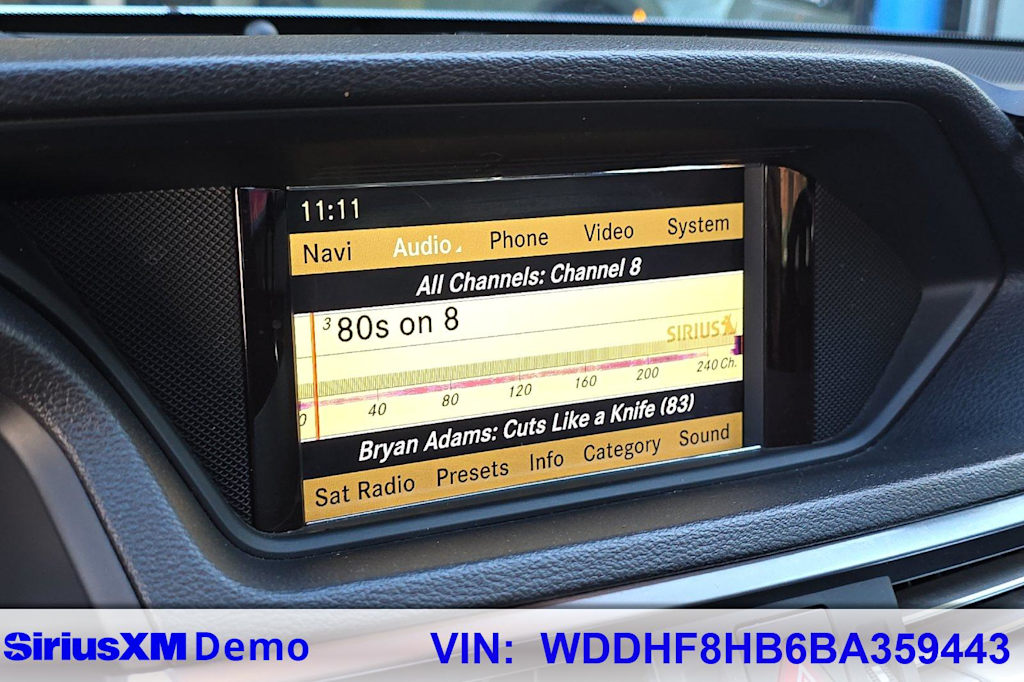 11:11
Navi Audio Phone Video System
All Channels: Channel 8
3 80s on 8
SIRIUS
0 40 80 120 160 200 240 Ch.
Bryan Adams: Cuts Like a Knife (83)
Sat Radio Presets Info Category Sound
SiriusXM Demo VIN: WDDHF8HB6BA359443